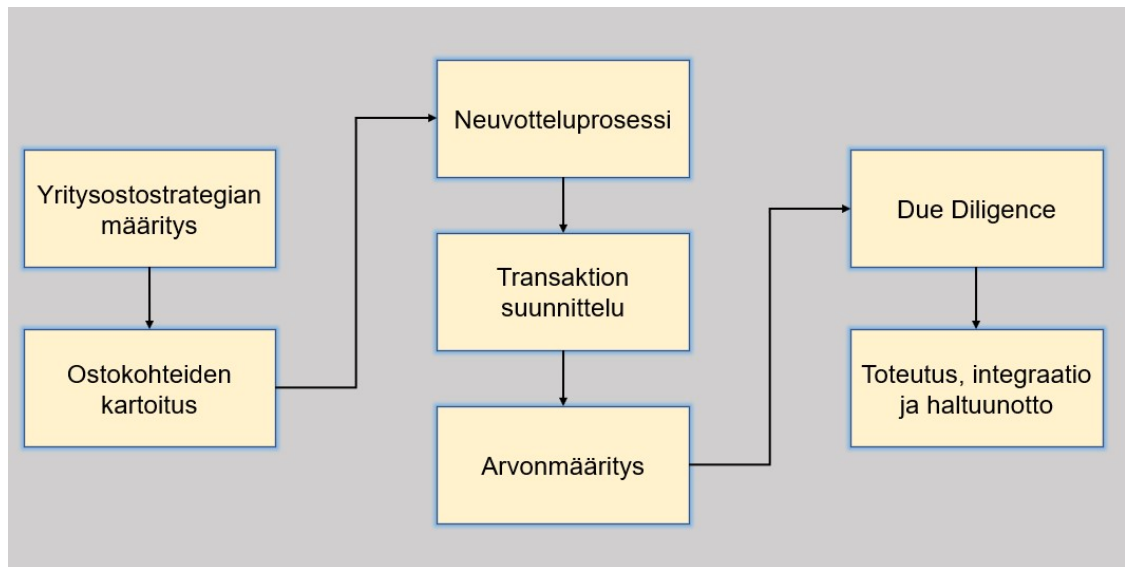 Yritysostostrategian
määritys
Ostokohteiden
kartoitus
Neuvotteluprosessi
Transaktion
suunnittelu
Arvonmääritys
Due Diligence
Toteutus, integraatio
ja haltuunotto